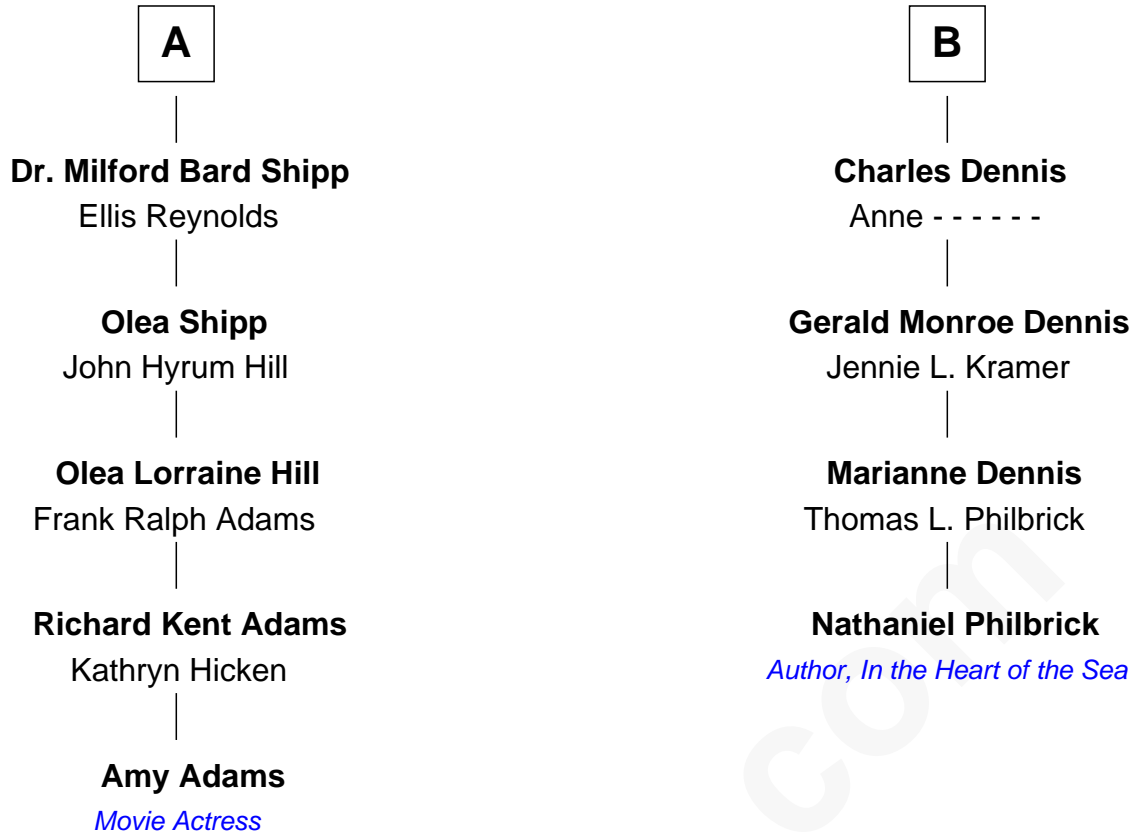 A
Dr. Milford Bard Shipp
Ellis Reynolds
Olea Shipp
John Hyrum Hill
Olea Lorraine Hill
Frank Ralph Adams
Richard Kent Adams
Kathryn Hicken
Amy Adams
Movie Actress
B
Charles Dennis
Anne - - - - - -
Gerald Monroe Dennis
Jennie L. Kramer
Marianne Dennis
Thomas L. Philbrick
Nathaniel Philbrick
Author, In the Heart of the Sea
com